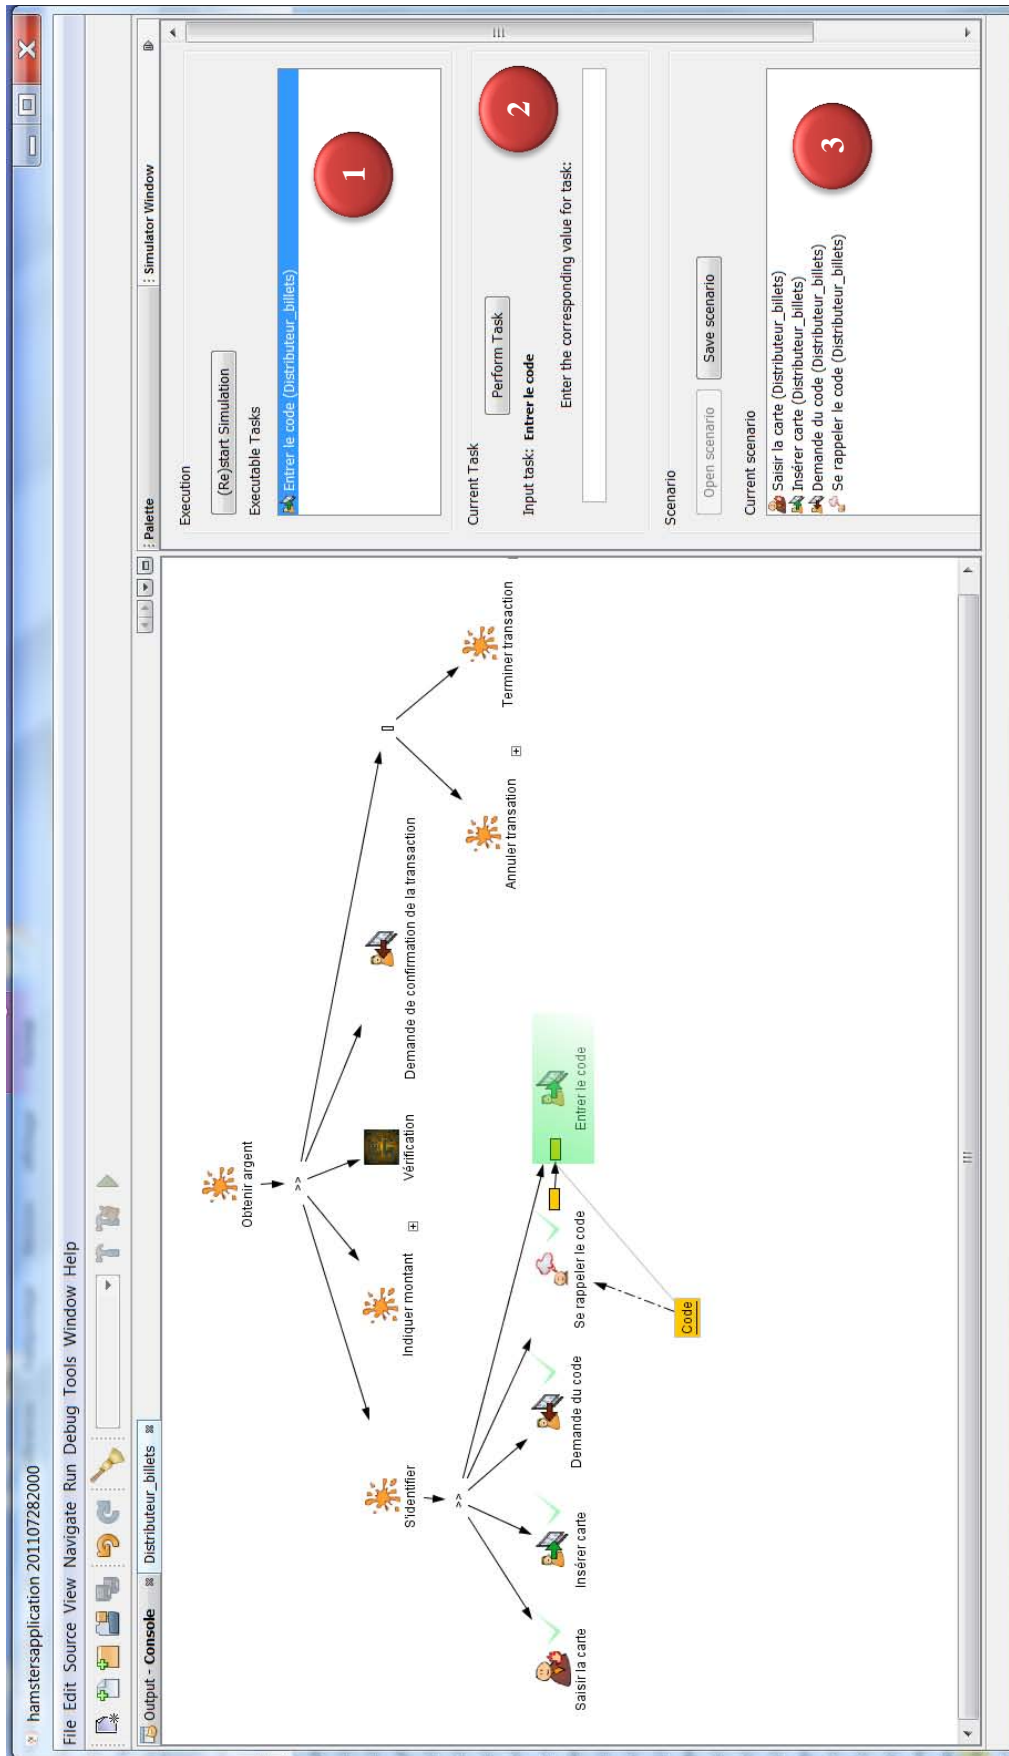 hamstersapplication 201107282000
File Edit Source View Navigate Run Debug Tools Window Help
Output - Console
Distributeur_billets
Obtenir argent
>>
S'identifier
Indiquer montant
Vérification
Demande de confirmation de la transaction
[]
Annuler transation
Terminer transaction
>>
Saisir la carte
Insérer carte
Demande du code
Se rappeler le code
Entrer le code
Code
: Palette
: Simulator Window
Execution
(Re)start Simulation
Executable Tasks
Entrer le code (Distributeur_billets)
1
Current Task
Perform Task
2
Input task: Entrer le code
Enter the corresponding value for task:
Scenario
Open scenario
Save scenario
Current scenario
Saisir la carte (Distributeur_billets)
Insérer carte (Distributeur_billets)
Demande du code (Distributeur_billets)
Se rappeler le code (Distributeur_billets)
3